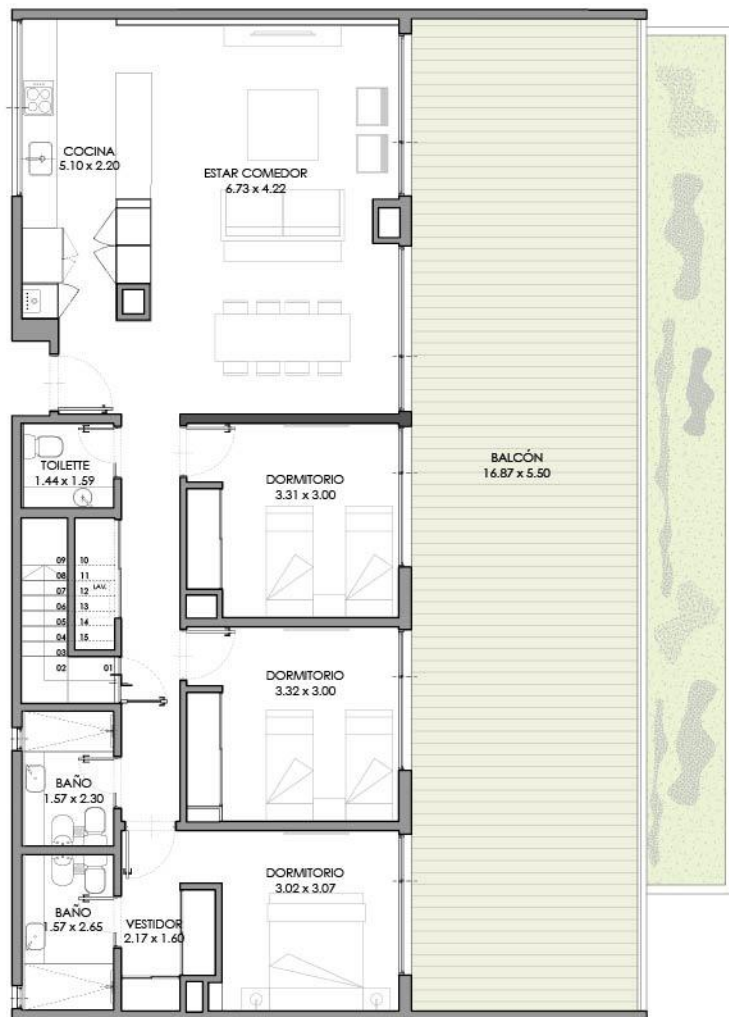 COCINA
5.10 x 2.20
ESTAR COMEDOR
6.73 x 4.22
TOILETTE
1.44 x 1.59
DORMITORIO
3.31 x 3.00
BALCÓN
16.87 x 5.50
09 10
08 11
LAV.
07 12
06 13
05 14
04 15
03
02 01
DORMITORIO
3.32 x 3.00
BAÑO
1.57 x 2.30
DORMITORIO
3.02 x 3.07
BAÑO
1.57 x 2.65
VESTIDOR
2.17 x 1.60